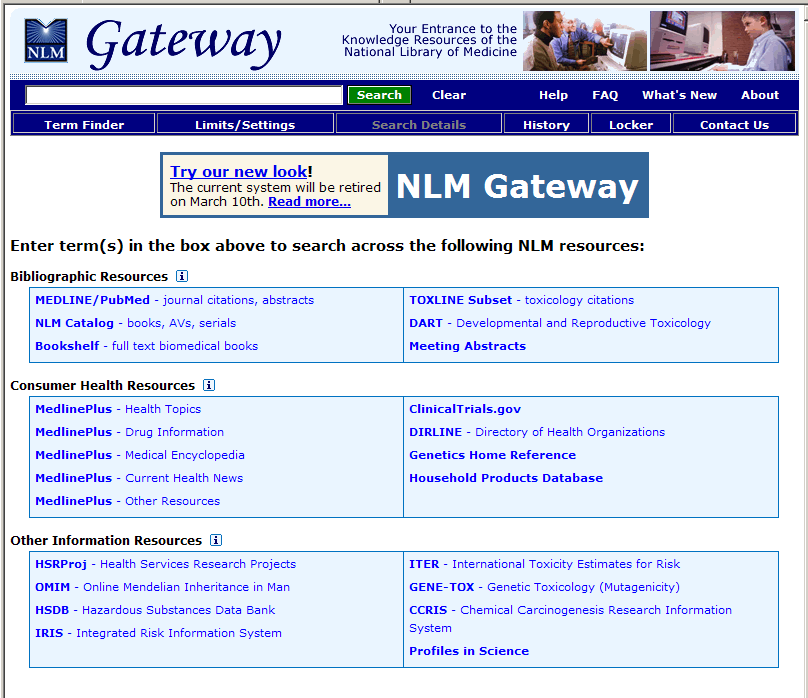 NLM
Gateway
Your Entrance to the
Knowledge Resources of the
National Library of Medicine
Search Clear Help FAQ What's New About
Term Finder Limits/Settings Search Details History Locker Contact Us
Try our new look!
The current system will be retired
on March 10th. Read more...
NLM Gateway
Enter term(s) in the box above to search across the following NLM resources:
Bibliographic Resources i
MEDLINE/PubMed - journal citations, abstracts
NLM Catalog - books, AVs, serials
Bookshelf - full text biomedical books
TOXLINE Subset - toxicology citations
DART - Developmental and Reproductive Toxicology
Meeting Abstracts
Consumer Health Resources i
MedlinePlus - Health Topics
MedlinePlus - Drug Information
MedlinePlus - Medical Encyclopedia
MedlinePlus - Current Health News
MedlinePlus - Other Resources
ClinicalTrials.gov
DIRLINE - Directory of Health Organizations
Genetics Home Reference
Household Products Database
Other Information Resources i
HSRProj - Health Services Research Projects
OMIM - Online Mendelian Inheritance in Man
HSDB - Hazardous Substances Data Bank
IRIS - Integrated Risk Information System
ITER - International Toxicity Estimates for Risk
GENE-TOX - Genetic Toxicology (Mutagenicity)
CCRIS - Chemical Carcinogenesis Research Information
System
Profiles in Science